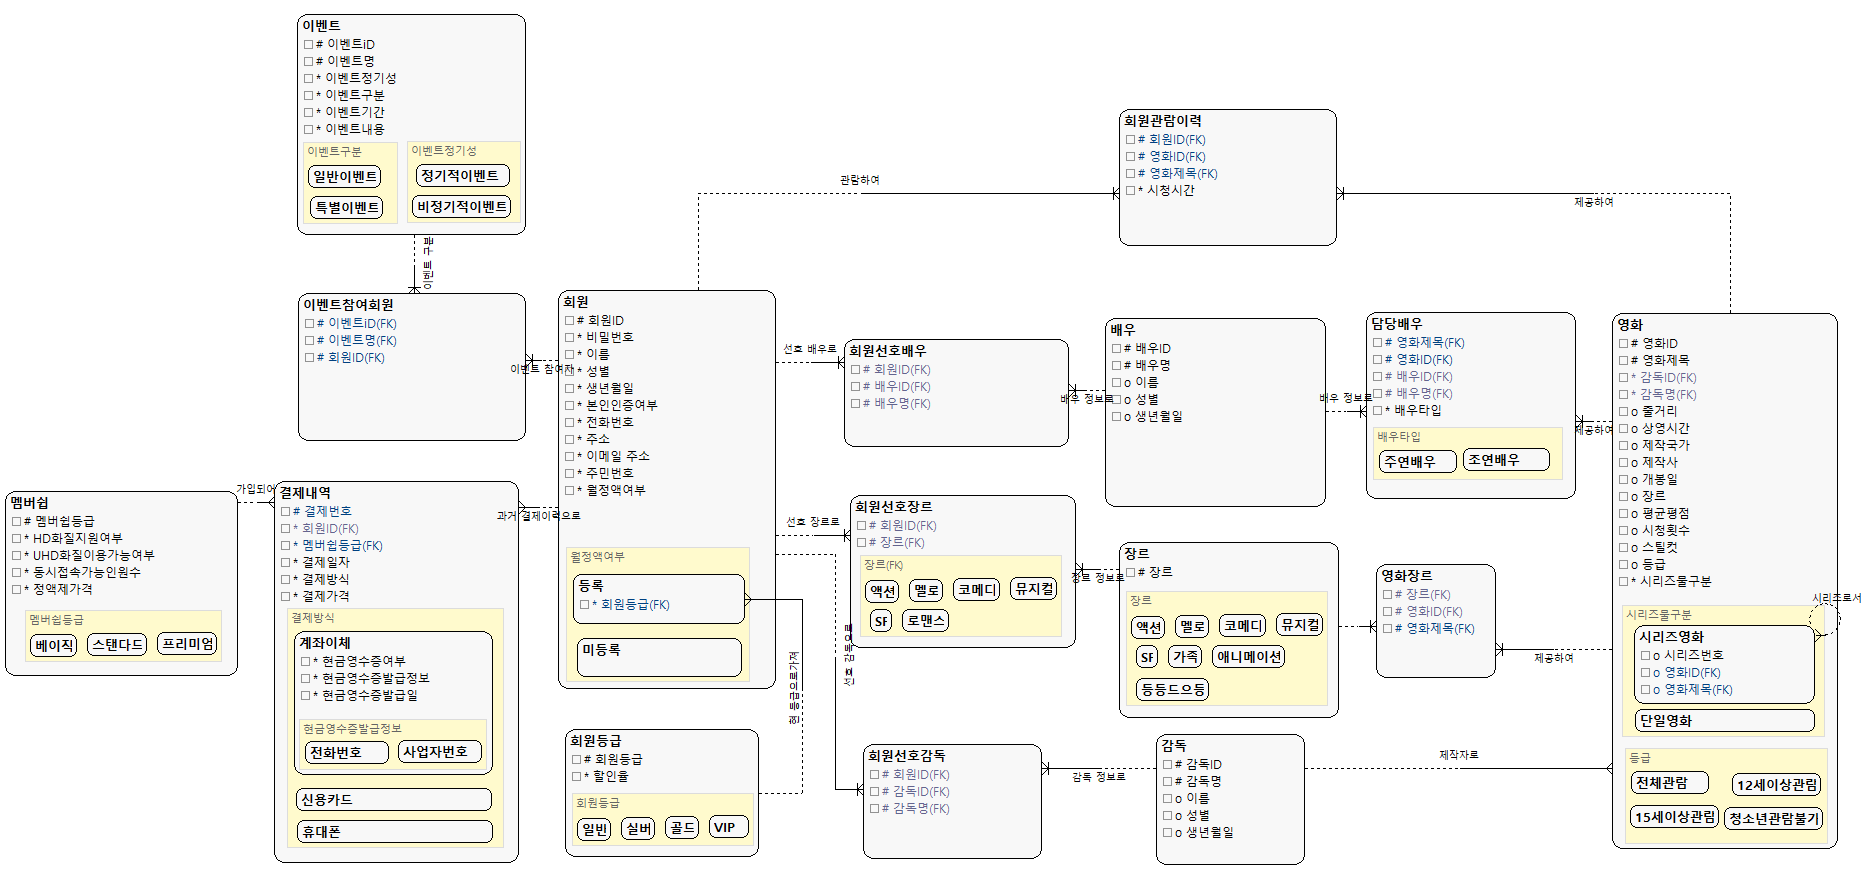 이벤트
# 이벤트iD
# 이벤트명
* 이벤트정기성
* 이벤트구분
* 이벤트기간
* 이벤트내용
이벤트구분
일반이벤트
특별이벤트
이벤트정기성
정기적이벤트
비정기적이벤트
이벤트 구분
이벤트참여회원
# 이벤트iD(FK)
# 이벤트명(FK)
# 회원ID(FK)
이벤트 참여자
멤버쉽
# 멤버쉽등급
* HD화질지원여부
* UHD화질이용가능여부
* 동시접속가능인원수
* 정액제가격
멤버쉽등급
베이직
스탠다드
프리미엄
가입되어
결제내역
# 결제번호
* 회원ID(FK)
* 멤버쉽등급(FK)
* 결제일자
* 결제방식
* 결제가격
결제방식
계좌이체
* 현금영수증여부
* 현금영수증발급정보
* 현금영수증발급일
현금영수증발급정보
전화번호
사업자번호
신용카드
휴대폰
과거 결제이력으로
회원
# 회원ID
* 비밀번호
* 이름
* 성별
* 생년월일
* 본인인증여부
* 전화번호
* 주소
* 이메일 주소
* 주민번호
* 월정액여부
월정액여부
등록
* 회원등급(FK)
미등록
현 등급으로가져
회원등급
# 회원등급
* 할인율
회원등급
일빈
실버
골드
VIP
관람하여
회원관람이력
# 회원ID(FK)
# 영화ID(FK)
# 영화제목(FK)
* 시청시간
제공하여
선호 배우로
회원선호배우
# 회원ID(FK)
# 배우ID(FK)
# 배우명(FK)
배우 정보로
배우
# 배우ID
# 배우명
o 이름
o 성별
o 생년월일
배우 정보로
담당배우
# 영화제목(FK)
# 영화ID(FK)
# 배우ID(FK)
# 배우명(FK)
* 배우타입
배우타입
주연배우
조연배우
제공하여
선호 장르로
회원선호장르
# 회원ID(FK)
# 장르(FK)
장르(FK)
액션
멜로
코메디
뮤지컬
SF
로맨스
장르 정보로
장르
# 장르
장르
액션
멜로
코메디
뮤지컬
SF
가족
애니메이션
등등드으등
영화장르
# 장르(FK)
# 영화ID(FK)
# 영화제목(FK)
제공하여
선호 감독으로
회원선호감독
# 회원ID(FK)
# 감독ID(FK)
# 감독명(FK)
감독 정보로
감독
# 감독ID
# 감독명
o 이름
o 성별
o 생년월일
제작자로
영화
# 영화ID
# 영화제목
* 감독ID(FK)
* 감독명(FK)
o 줄거리
o 상영시간
o 제작국가
o 제작사
o 개봉일
o 장르
o 평균평점
o 시청횟수
o 스틸컷
o 등급
* 시리즈물구분
시리즈물구분
시리즈영화
o 시리즈번호
o 영화ID(FK)
o 영화제목(FK)
단일영화
시리즈로서
등급
전체관람
12세이상관림
15세이상관림
청소년관람불기